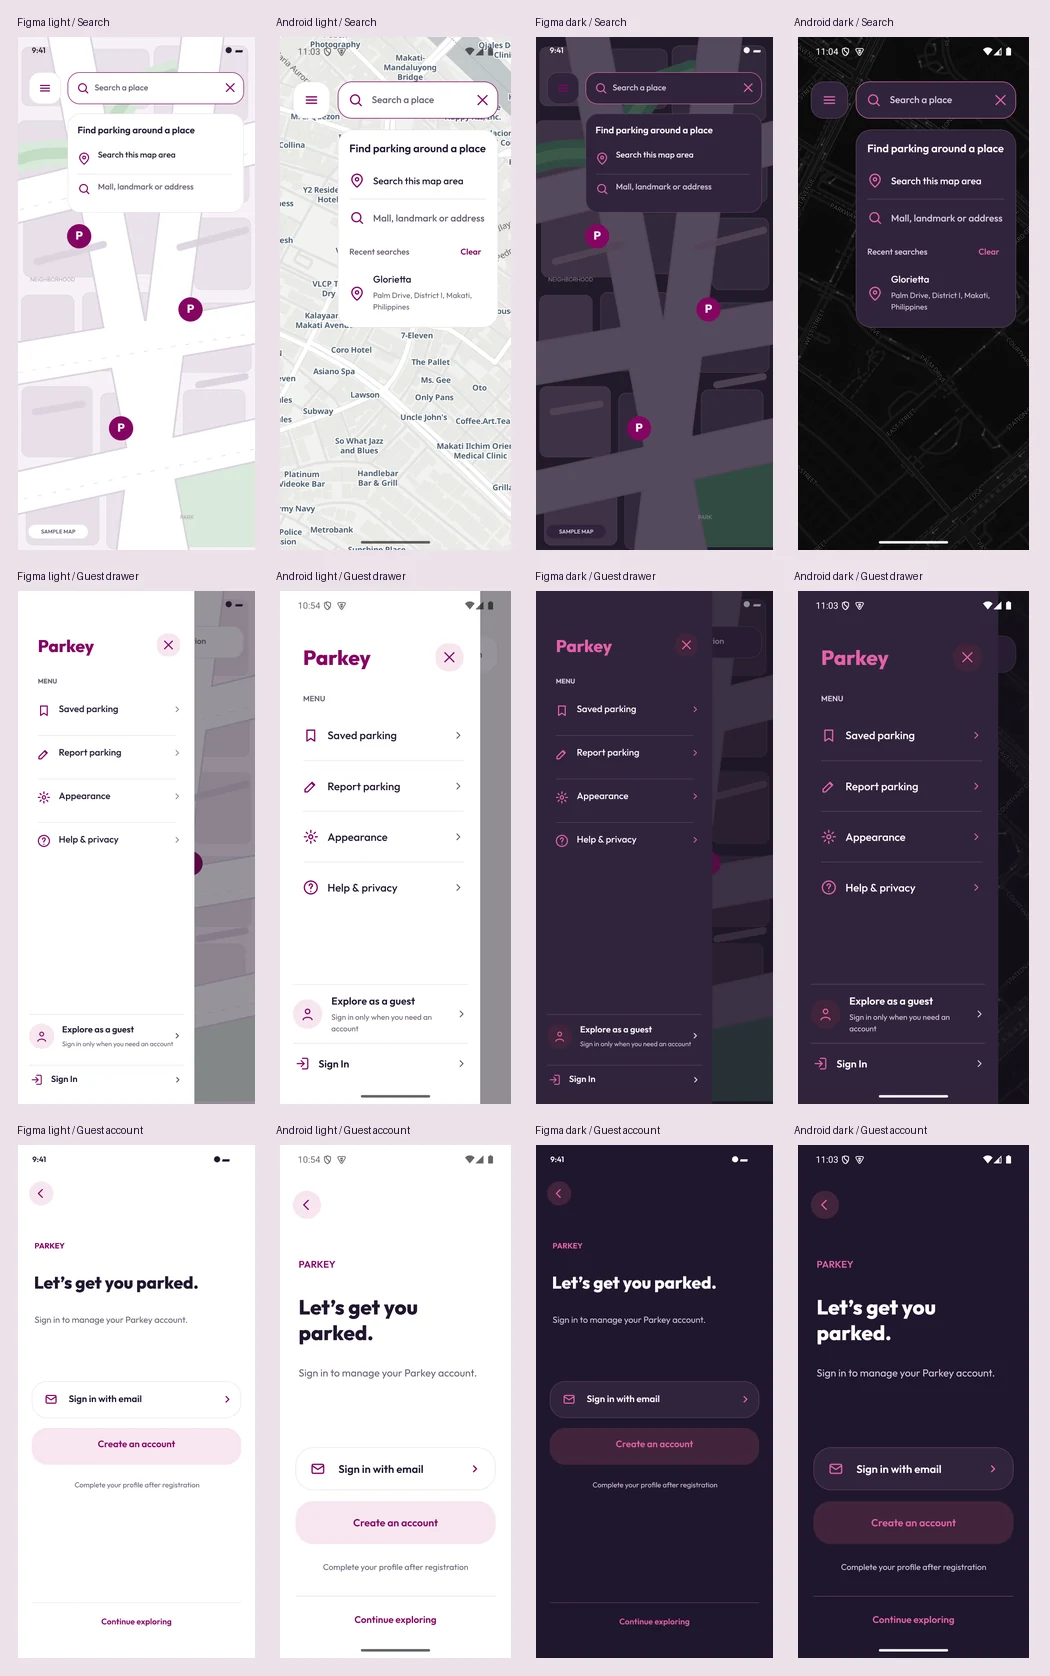 Figma light / Search
9:41
Search a place
Find parking around a place
Search this map area
Mall, landmark or address
P
NEIGHBORHOOD
P
P
PARK
SAMPLE MAP
Android light / Search
11:03
Photography
Makati-
Mandaluyong
Bridge
Search a place
Collina
Find parking around a place
Search this map area
Mall, landmark or address
Recent searches
Clear
Glorietta
Palm Drive, District I, Makati,
Philippines
7-Eleven
Coro Hotel
The Pallet
Asiano Spa
Ms. Gee
Oto
Lawson
Only Pans
Subway
Uncle John's
Coffee.Art.Tea
So What Jazz
and Blues
Makati Ilchim Orien
Medical Clinic
Platinum
Videoke Bar
Handlebar
Bar & Grill
Grilla
my Navy
Police
sion
Metrobank
Sunshine Place
Figma dark / Search
9:41
Search a place
Find parking around a place
Search this map area
Mall, landmark or address
P
NEIGHBORHOOD
P
P
PARK
SAMPLE MAP
Android dark / Search
11:04
Search a place
Find parking around a place
Search this map area
Mall, landmark or address
Recent searches
Clear
Glorietta
Palm Drive, District I, Makati,
Philippines
Figma light / Guest drawer
Parkey
MENU
Saved parking
Report parking
Appearance
Help & privacy
Explore as a guest
Sign in only when you need an account
Sign In
Android light / Guest drawer
10:54
Parkey
MENU
Saved parking
Report parking
Appearance
Help & privacy
Explore as a guest
Sign in only when you need an
account
Sign In
Figma dark / Guest drawer
Parkey
MENU
Saved parking
Report parking
Appearance
Help & privacy
Explore as a guest
Sign in only when you need an account
Sign In
Android dark / Guest drawer
11:03
Parkey
MENU
Saved parking
Report parking
Appearance
Help & privacy
Explore as a guest
Sign in only when you need an
account
Sign In
Figma light / Guest account
9:41
PARKEY
Let's get you parked.
Sign in to manage your Parkey account.
Sign in with email
Create an account
Complete your profile after registration
Continue exploring
Android light / Guest account
10:54
PARKEY
Let's get you
parked.
Sign in to manage your Parkey account.
Sign in with email
Create an account
Complete your profile after registration
Continue exploring
Figma dark / Guest account
9:41
PARKEY
Let's get you parked.
Sign in to manage your Parkey account.
Sign in with email
Create an account
Complete your profile after registration
Continue exploring
Android dark / Guest account
11:03
PARKEY
Let's get you
parked.
Sign in to manage your Parkey account.
Sign in with email
Create an account
Complete your profile after registration
Continue exploring